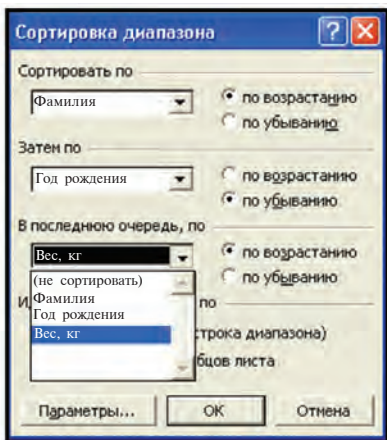 Сортировка диапазона
Сортировать по
Фамилия
по возрастанию
по убыванию
Затем по
Год рождения
по возрастанию
по убыванию
В последнюю очередь, по
Вес, кг
по возрастанию
по убыванию
(не сортировать)
Фамилия
Год рождения
Вес, кг
по
строка диапазона)
бцов листа
Параметры...
ОК
Отмена